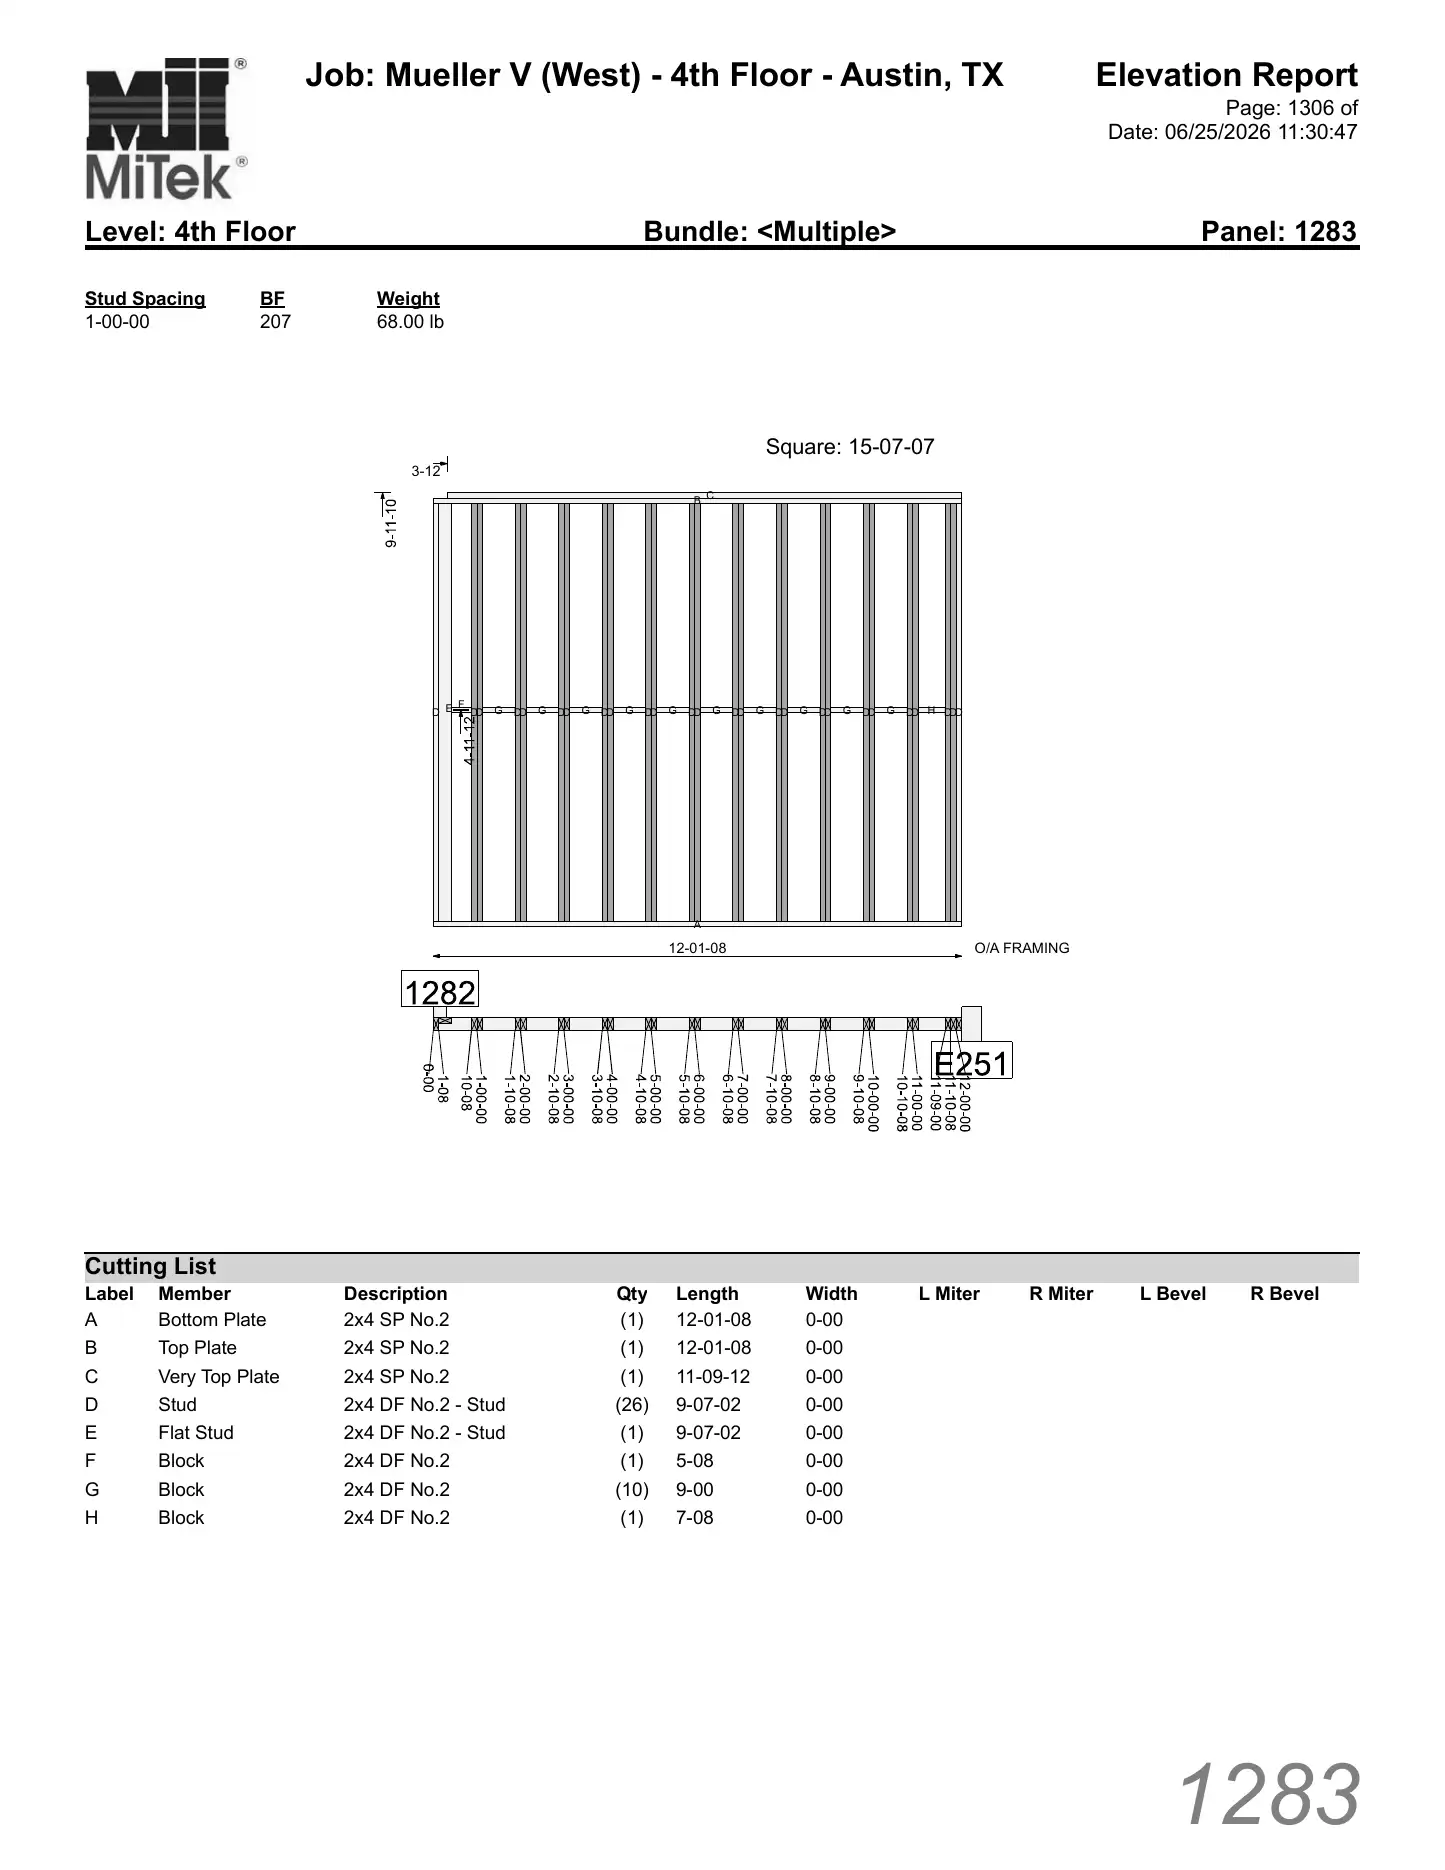 MiTek®
Job: Mueller V (West) - 4th Floor - Austin, TX
Elevation Report
Page: 1306 of
Date: 06/25/2026 11:30:47
Level: 4th Floor Bundle: <Multiple> Panel: 1283
Stud Spacing BF Weight
1-00-00 207 68.00 lb
Square: 15-07-07
3-12
9-11-10
C
B
E F G G G G G G G G G G H
4-11-12
A
12-01-08 O/A FRAMING
1282
E251
0-00 1-08 10-08 1-00-00 1-10-08 2-00-00 2-10-08 3-00-00 3-10-08 4-00-00 4-10-08 5-00-00 5-10-08 6-00-00 6-10-08 7-00-00 7-10-08 8-00-00 8-10-08 9-00-00 9-10-08 10-00-00 10-10-08 11-00-00 11-09-00 11-10-08 12-00-00
Cutting List
Label Member Description Qty Length Width L Miter R Miter L Bevel R Bevel
A Bottom Plate 2x4 SP No.2 (1) 12-01-08 0-00
B Top Plate 2x4 SP No.2 (1) 12-01-08 0-00
C Very Top Plate 2x4 SP No.2 (1) 11-09-12 0-00
D Stud 2x4 DF No.2 - Stud (26) 9-07-02 0-00
E Flat Stud 2x4 DF No.2 - Stud (1) 9-07-02 0-00
F Block 2x4 DF No.2 (1) 5-08 0-00
G Block 2x4 DF No.2 (10) 9-00 0-00
H Block 2x4 DF No.2 (1) 7-08 0-00
1283